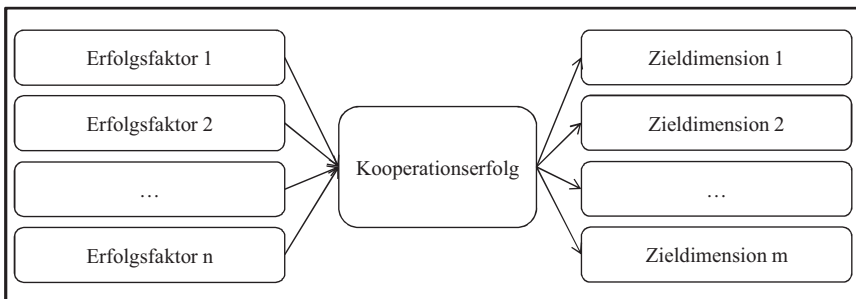 Erfolgsfaktor 1
Erfolgsfaktor 2
…
Erfolgsfaktor n
Kooperationserfolg
Zieldimension 1
Zieldimension 2
…
Zieldimension m